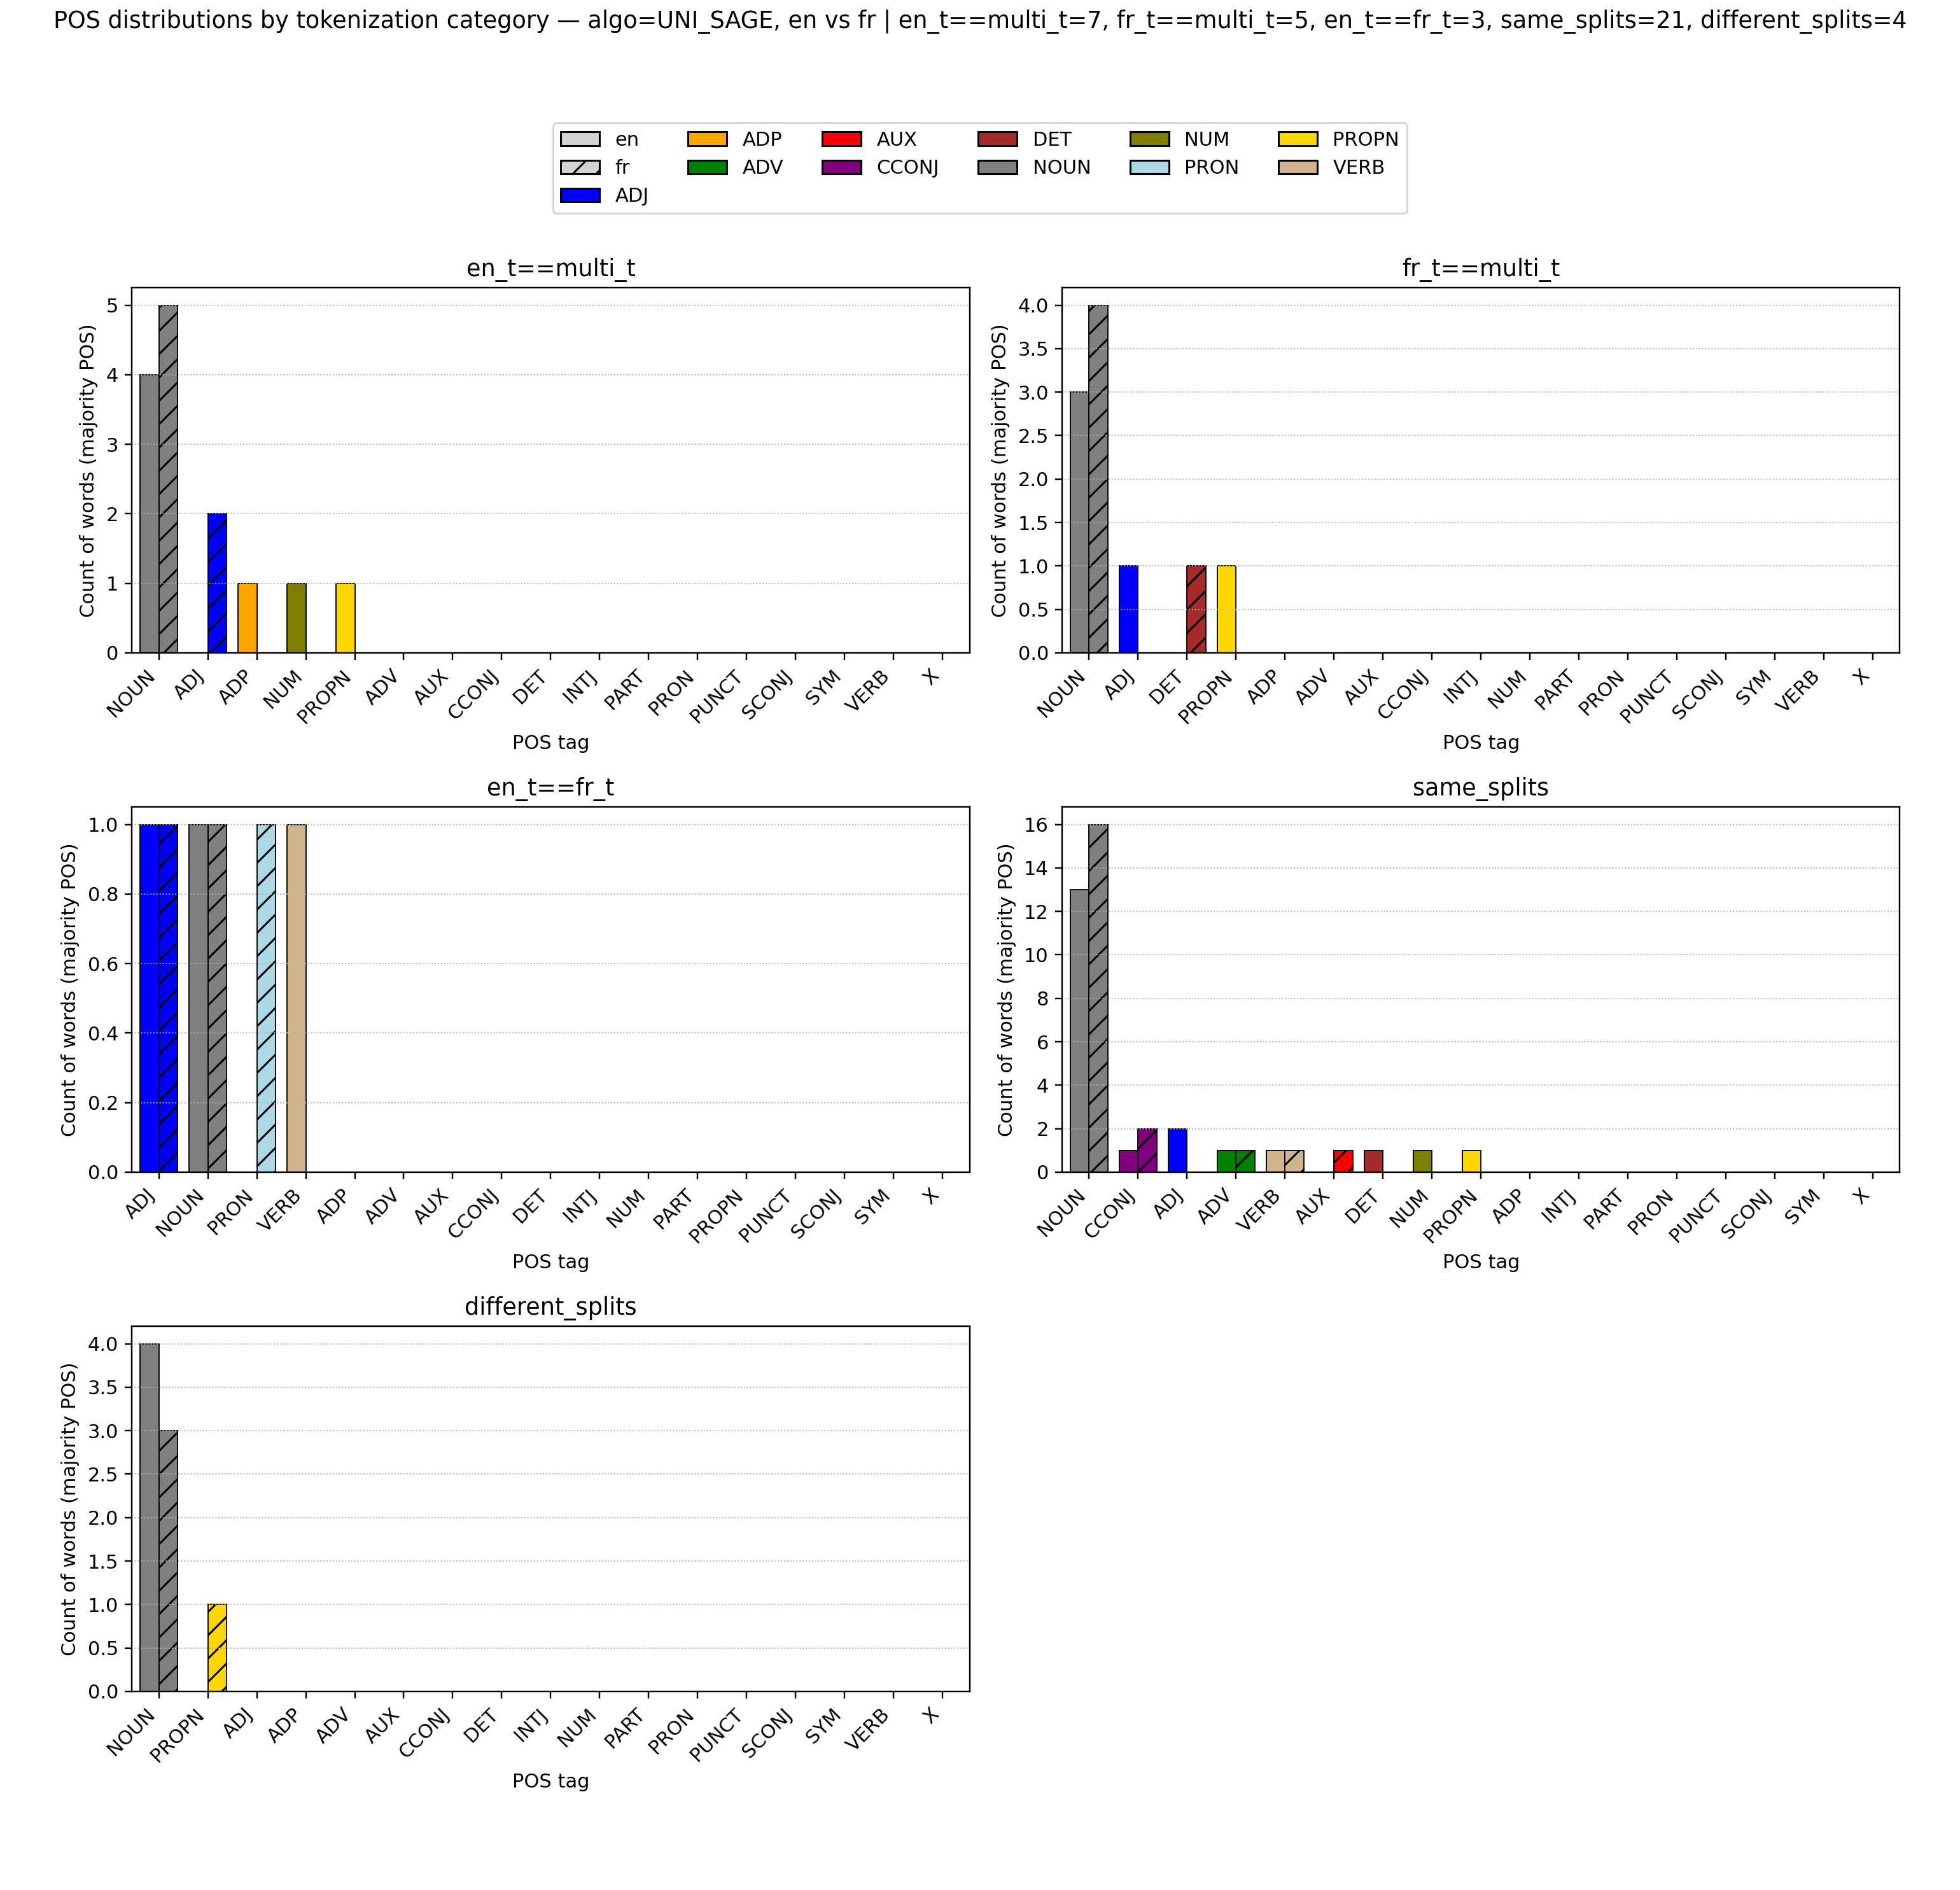 POS distributions by tokenization category — algo=UNI_SAGE, en vs fr | en_t==multi_t=7, fr_t==multi_t=5, en_t==fr_t=3, same_splits=21, different_splits=4
en ADP AUX DET NUM PROPN
fr ADV CCONJ NOUN PRON VERB
ADJ
en_t==multi_t
Count of words (majority POS)
5
4
3
2
1
0
NOUN ADJ ADP NUM PROPN ADV AUX CCONJ DET INTJ PART PRON PUNCT SCONJ SYM VERB X
POS tag
fr_t==multi_t
Count of words (majority POS)
4.0
3.5
3.0
2.5
2.0
1.5
1.0
0.5
0.0
NOUN ADJ DET PROPN ADP ADV AUX CCONJ INTJ NUM PART PRON PUNCT SCONJ SYM VERB X
POS tag
en_t==fr_t
Count of words (majority POS)
1.0
0.8
0.6
0.4
0.2
0.0
ADJ NOUN PRON VERB ADP ADV AUX CCONJ DET INTJ NUM PART PROPN PUNCT SCONJ SYM X
POS tag
same_splits
Count of words (majority POS)
16
14
12
10
8
6
4
2
0
NOUN CCONJ ADJ ADV VERB AUX DET NUM PROPN ADP INTJ PART PRON PUNCT SCONJ SYM X
POS tag
different_splits
Count of words (majority POS)
4.0
3.5
3.0
2.5
2.0
1.5
1.0
0.5
0.0
NOUN PROPN ADJ ADP ADV AUX CCONJ DET INTJ NUM PART PRON PUNCT SCONJ SYM VERB X
POS tag